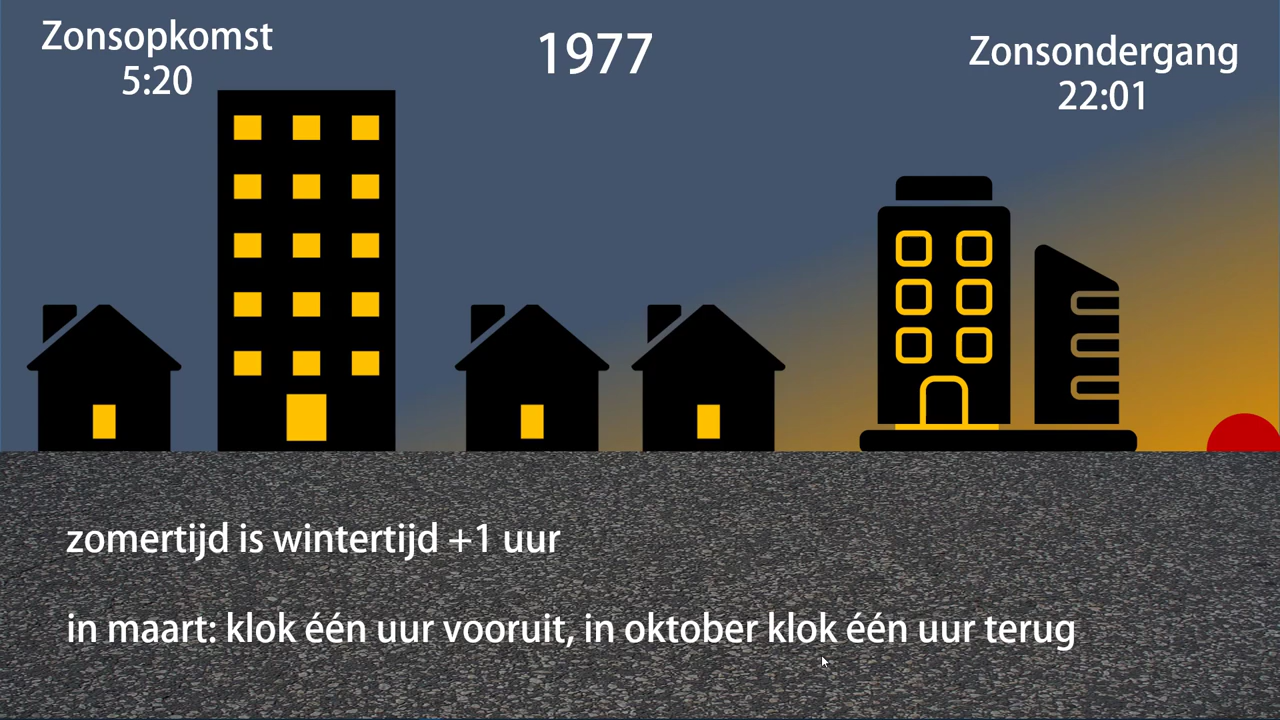 Zonsopkomst
5:20
1977
Zonsondergang
22:01
zomertijd is wintertijd +1 uur
in maart: klok één uur vooruit, in oktober klok één uur terug